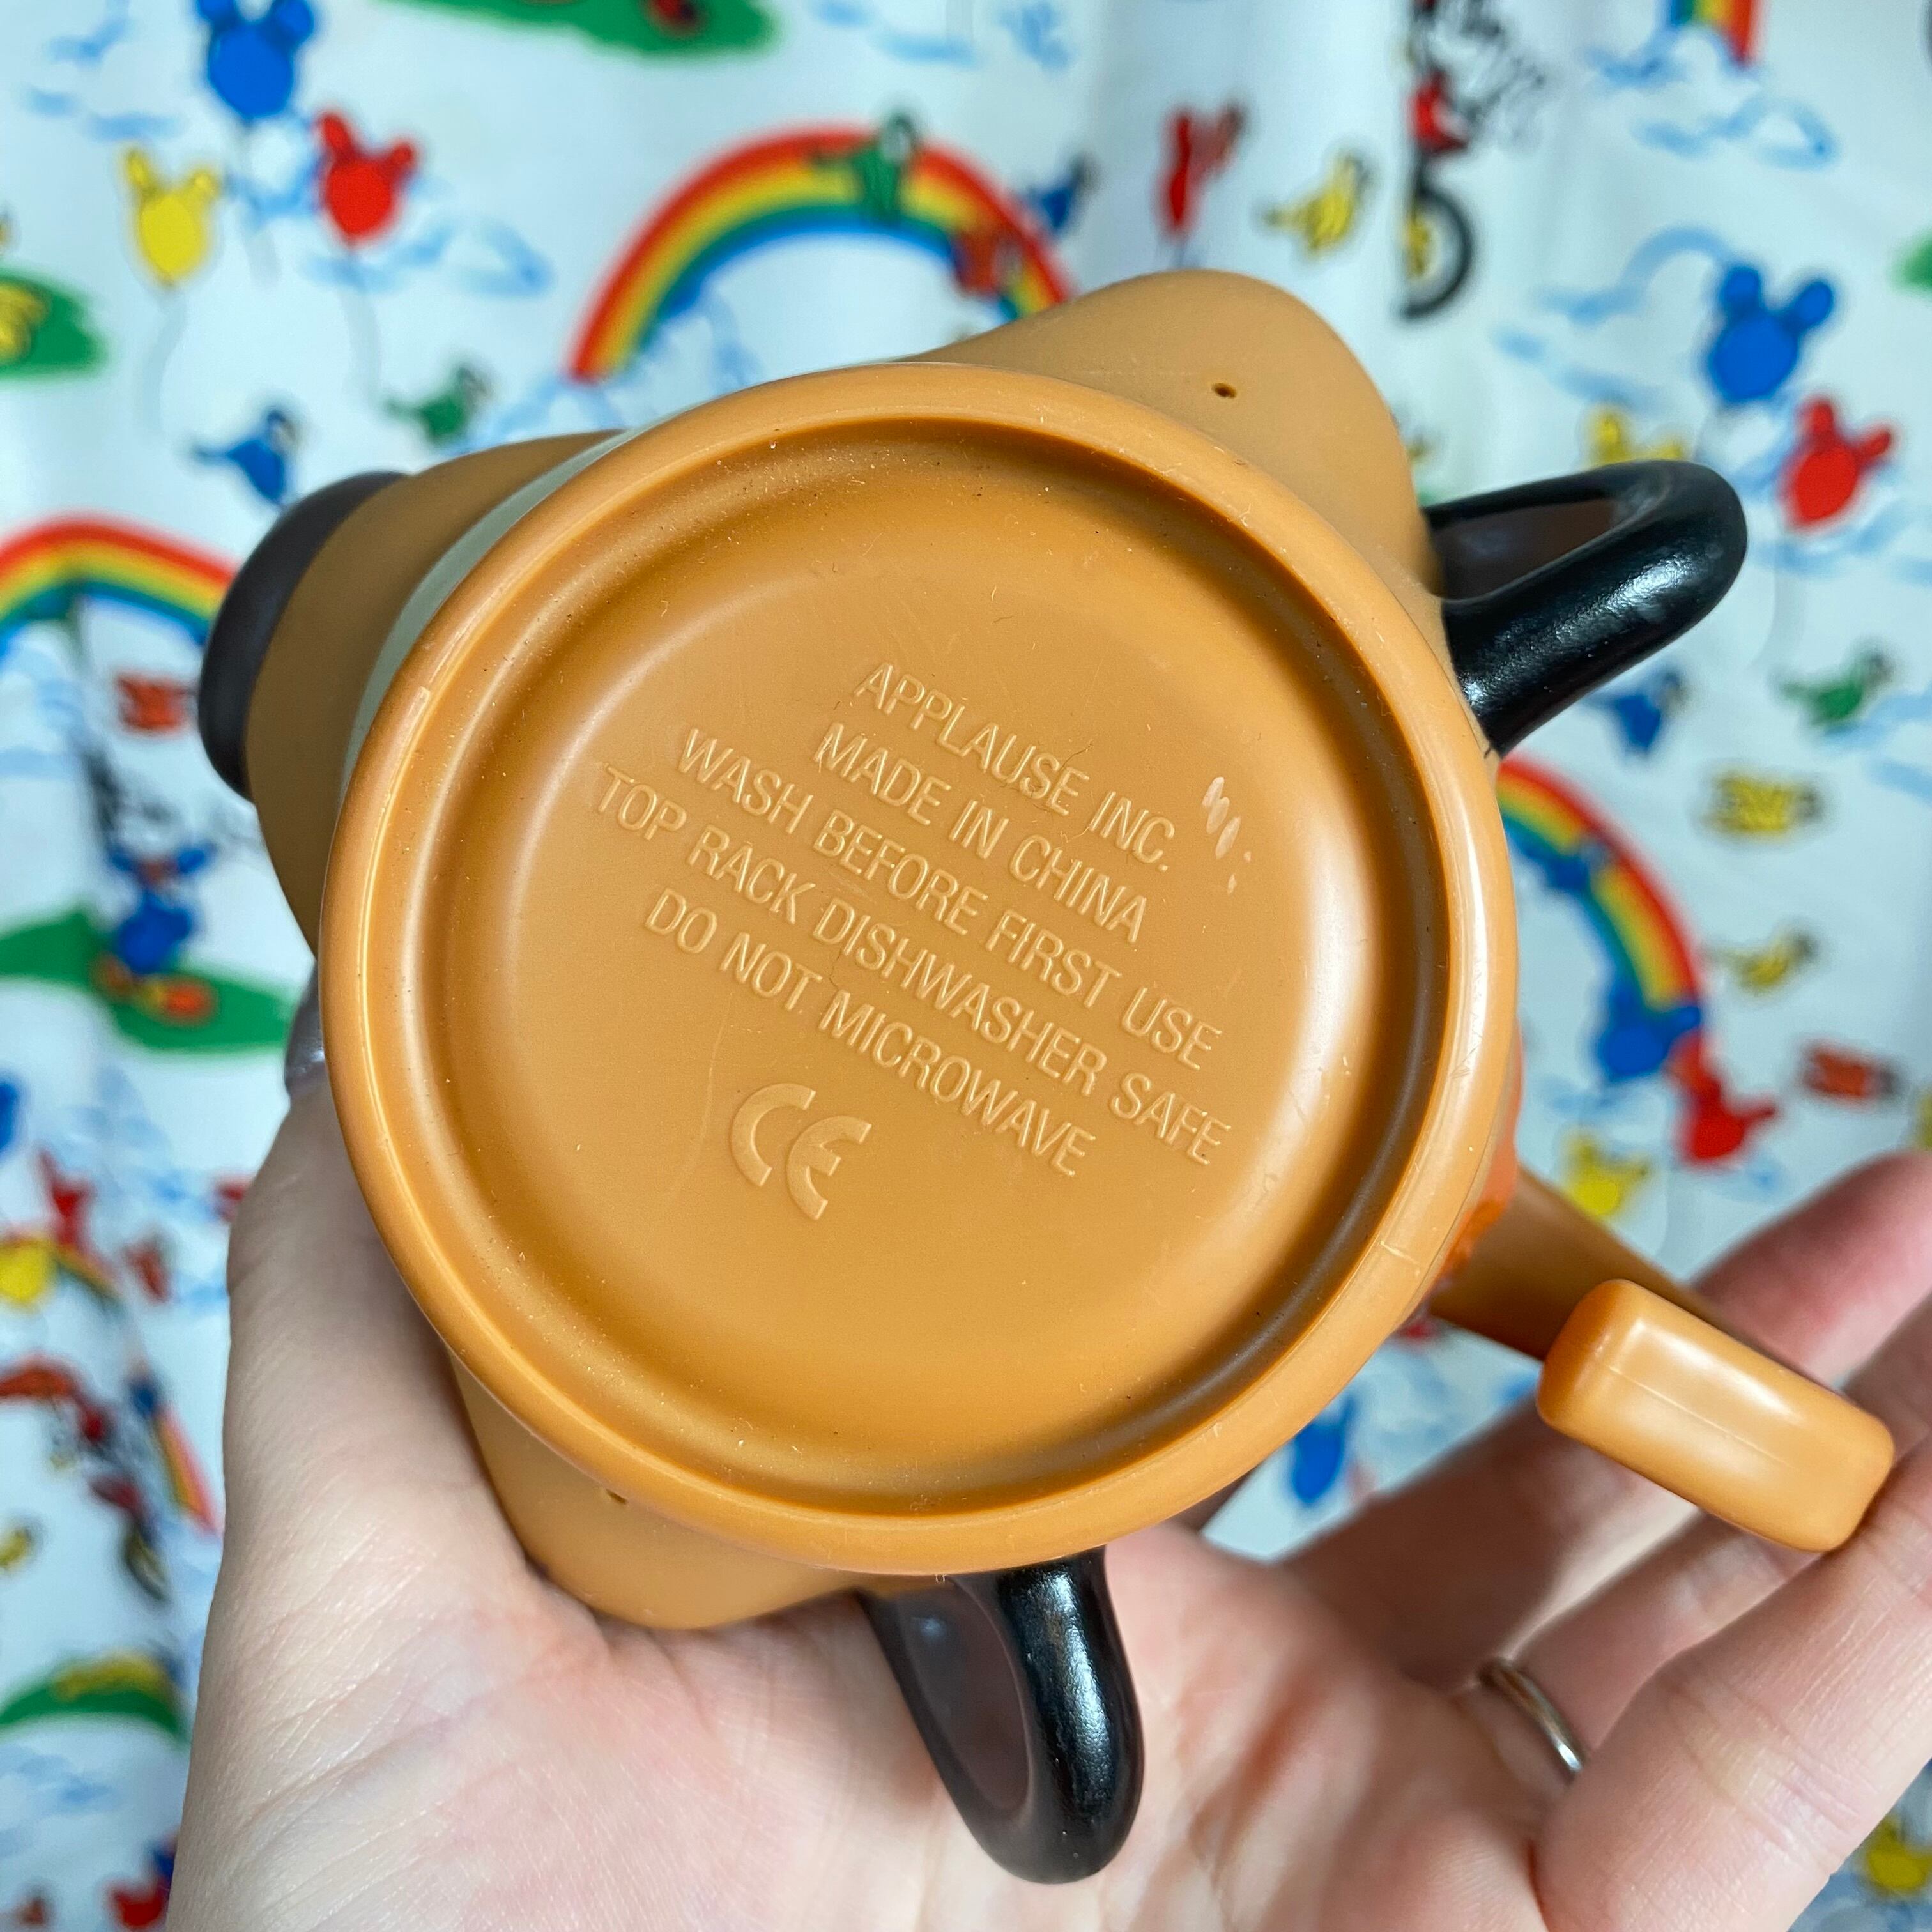 APPLAUSE INC.
MADE IN CHINA
WASH BEFORE FIRST USE
TOP RACK DISHWASHER SAFE
DO NOT MICROWAVE
CE